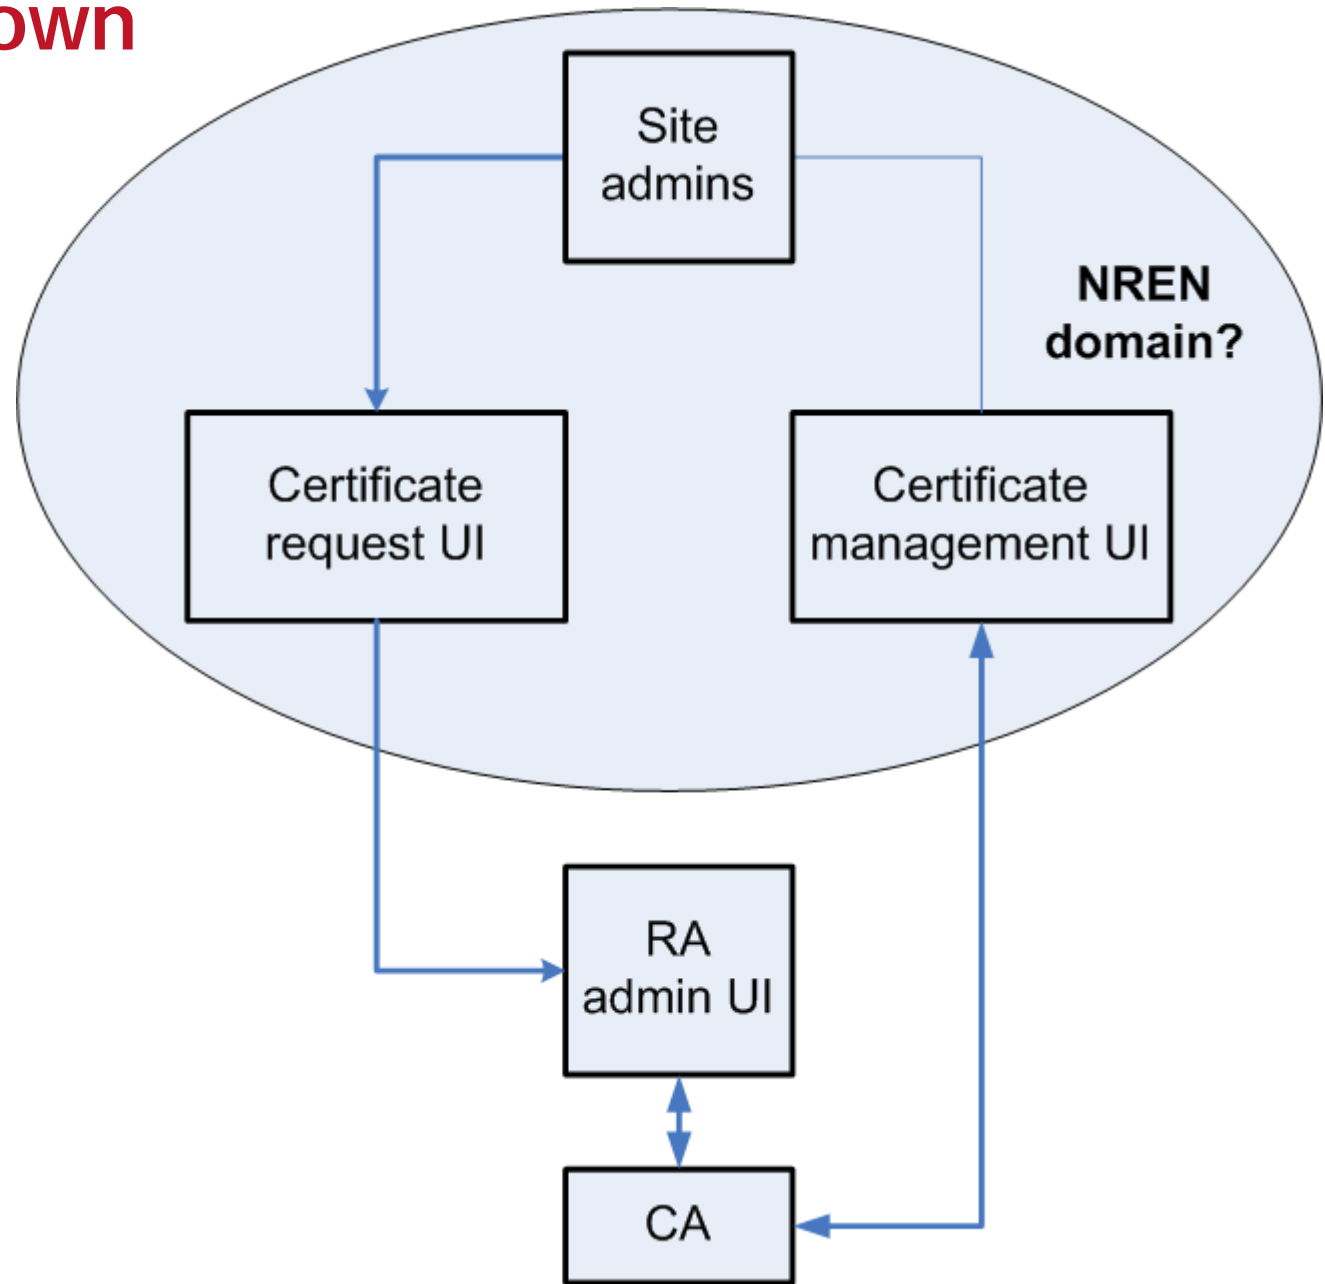 own
Site
admins
NREN
domain?
Certificate
request UI
Certificate
management UI
RA
admin UI
CA